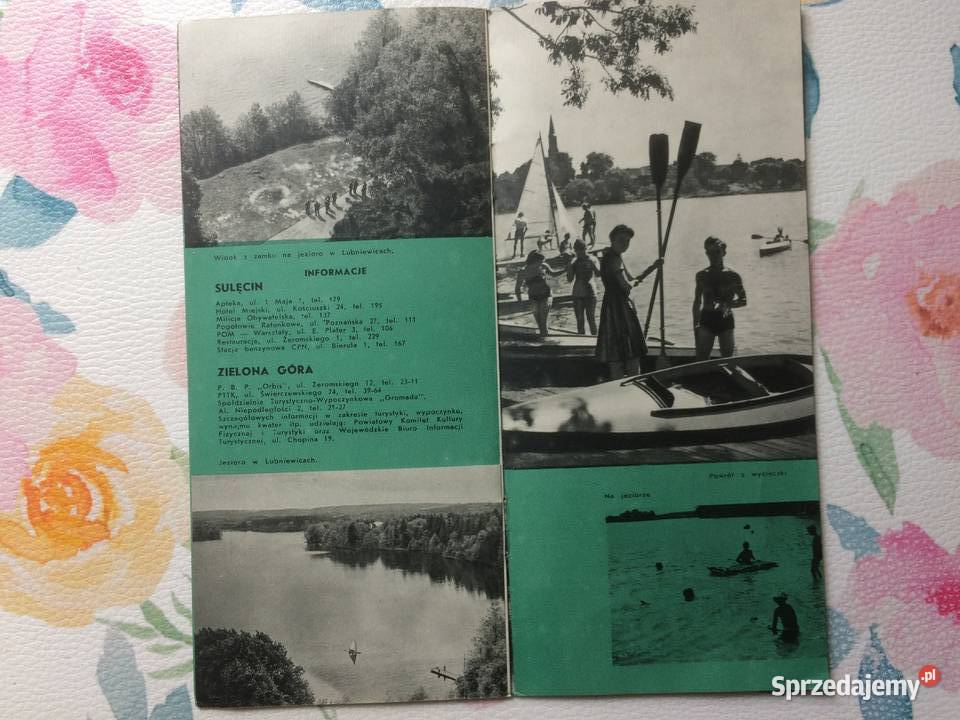 Widok z zamku na jezioro w Lubniewicach.
INFORMACJE
SULĘCIN
Apteka, ul. 1 Maja 1, tel. 179
Hotel Miejski, ul. Kościuszki 24, tel. 195
Milicja Obywatelska, tel. 137
Pogotowie Ratunkowe, ul. Poznańska 27, tel. 111
POM — Warsztaty, ul. E. Plater 3, tel. 106
Restauracja, ul. Żeromskiego 1, tel. 229
Stacja benzynowa CPN, ul. Bieruta 1, tel. 167
ZIELONA GÓRA
P. B. P. „Orbis", ul. Żeromskiego 12, tel. 23-11
PTTK, ul. Świerczewskiego 74, tel. 39-64
Spółdzielnia Turystyczno-Wypoczynkowa „Gromada",
Al. Niepodległości 2, tel. 21-27
Szczegółowych informacji w zakresie turystyki, wypoczynku,
wynajmu kwater itp. udzielają: Powiatowy Komitet Kultury
Fizycznej i Turystyki oraz Wojewódzkie Biuro Informacji
Turystycznej, ul. Chopina 19.
Jezioro w Lubniewicach.
Powrót z wycieczki
Na jeziorze
Sprzedajemy.pl